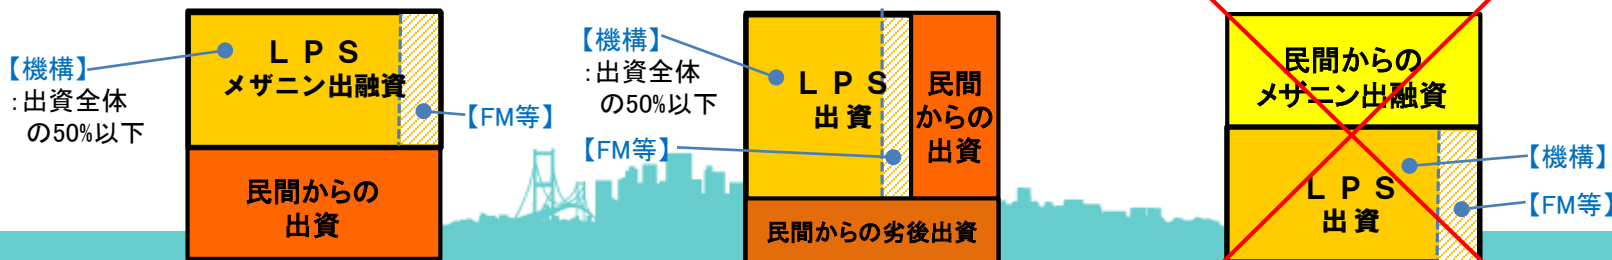 【機構】
:出資全体
の50%以下
ＬＰＳ
メザニン出融資
【FM等】
民間からの
出資
【機構】
:出資全体
の50%以下
【FM等】
ＬＰＳ
出 資
民間
からの
出資
民間からの劣後出資
民間からの
メザニン出融資
ＬＰＳ
出 資
【機構】
【FM等】